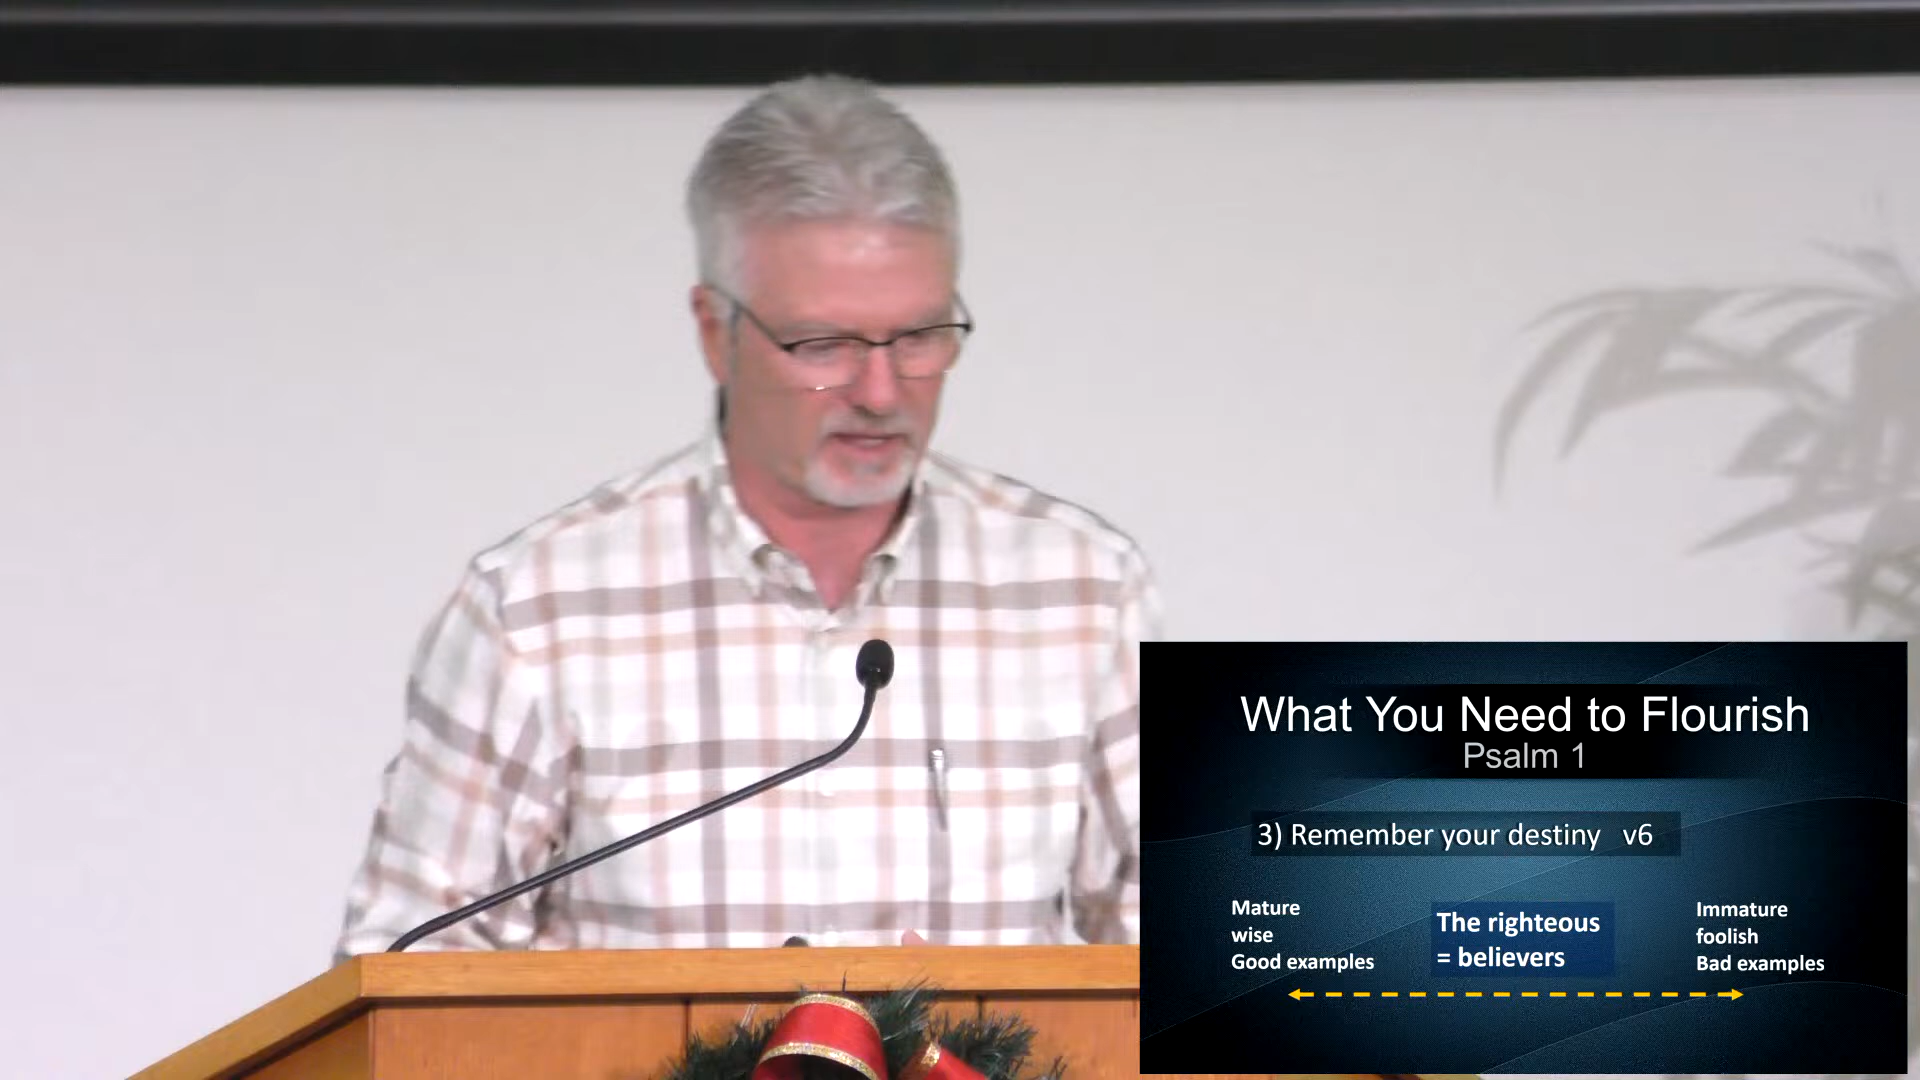 What You Need to Flourish
Psalm 1
3) Remember your destiny v6
Mature
wise
Good examples
The righteous
= believers
Immature
foolish
Bad examples